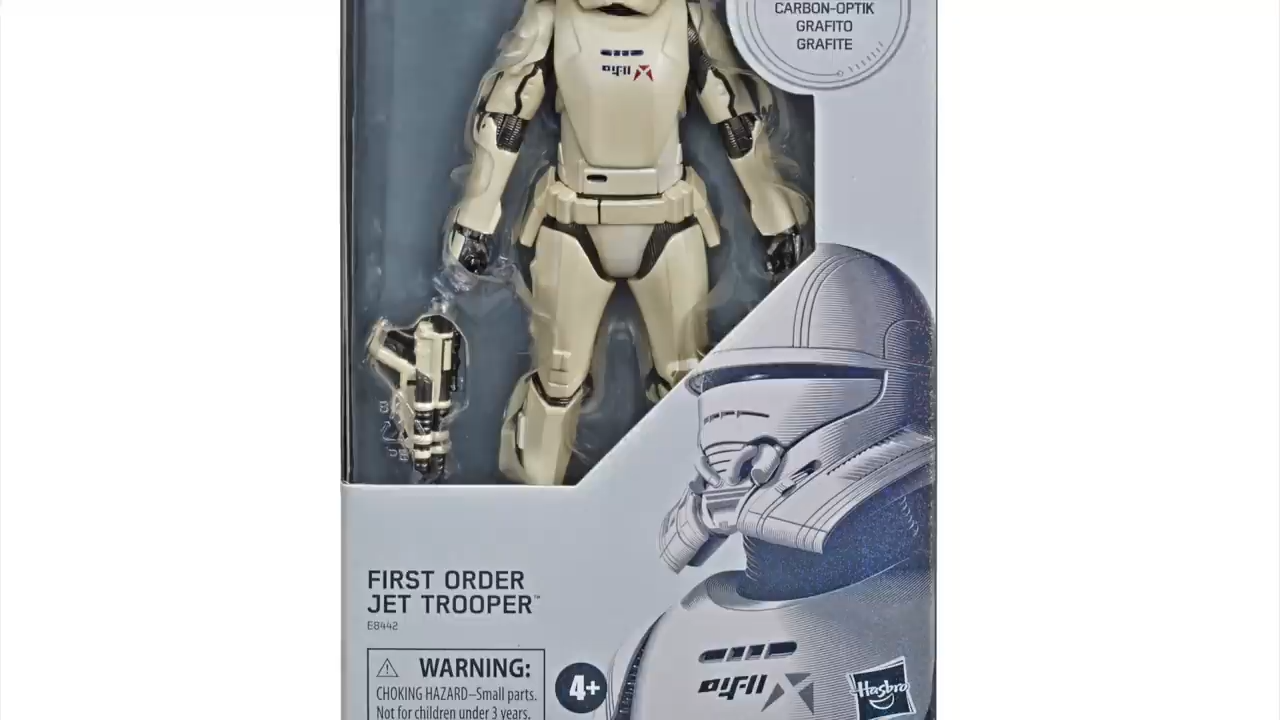 CARBON-OPTIK
GRAFITO
GRAFITE
FIRST ORDER
JET TROOPER™
E8442
WARNING:
CHOKING HAZARD–Small parts.
Not for children under 3 years.
4+
Hasbro